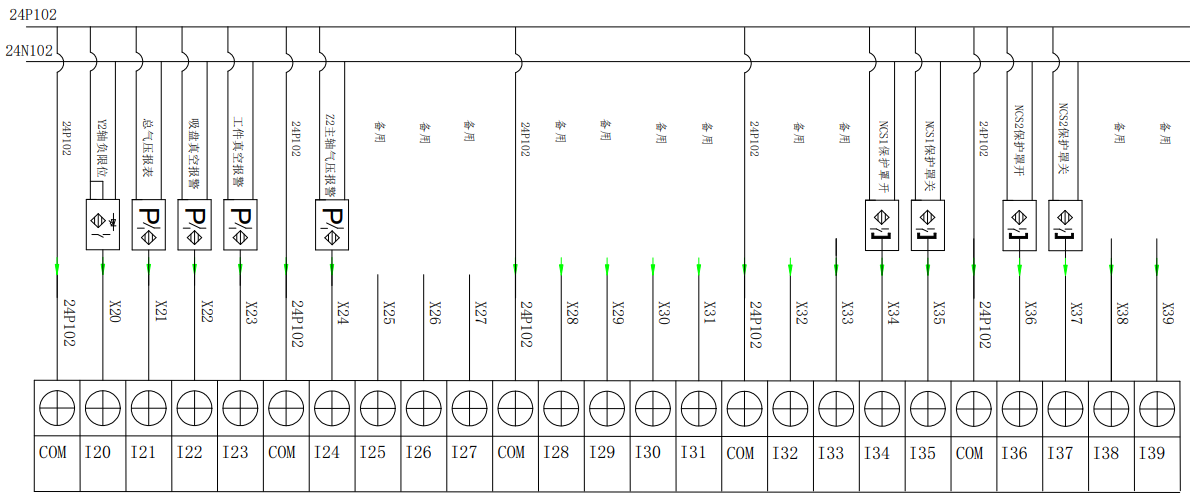 24P102
24N102
24P102
Y2轴负限位
总气压报表
吸盘真空报警
工件真空报警
24P102
Z2主轴气压报警
备用
备用
备用
24P102
备用
备用
备用
备用
24P102
备用
备用
NCS1保护罩开
NCS1保护罩关
24P102
NCS2保护罩开
NCS2保护罩关
备用
备用
P
P
P
P
24P102
X20
X21
X22
X23
24P102
X24
X25
X26
X27
24P102
X28
X29
X30
X31
24P102
X32
X33
X34
X35
24P102
X36
X37
X38
X39
COM I20 I21 I22 I23 COM I24 I25 I26 I27 COM I28 I29 I30 I31 COM I32 I33 I34 I35 COM I36 I37 I38 I39